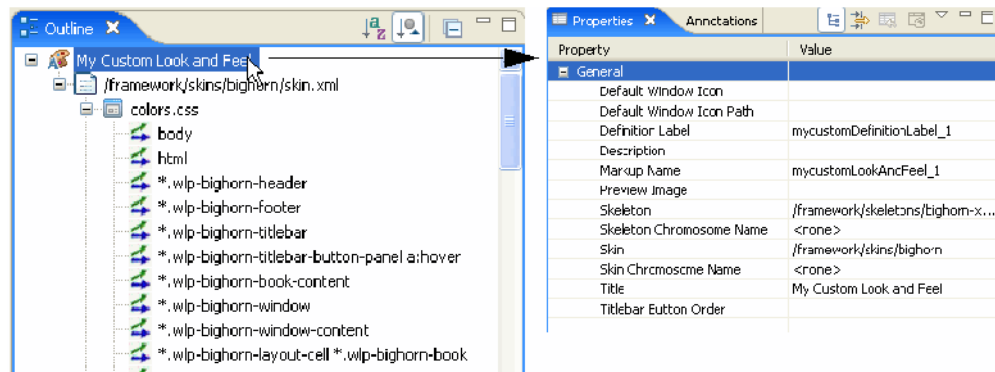 Outline
My Custom Look and Feel
/framework/skins/bighorn/skin.xml
colors.css
body
html
*.wlp-bighorn-header
*.wlp-bighorn-footer
*.wlp-bighorn-titlebar
*.wlp-bighorn-titlebar-button-panel a:hover
*.wlp-bighorn-book-content
*.wlp-bighorn-window
*.wlp-bighorn-window-content
*.wlp-bighorn-layout-cell *.wlp-bighorn-book
Properties Annotations
Property Value
General
Default Window Icon
Default Window Icon Path
Definition Label mycustomDefinitionLabel_1
Description
Markup Name mycustomLookAndFeel_1
Preview Image
Skeleton /framework/skeletons/bighorn-x...
Skeleton Chromosome Name <none>
Skin /framework/skins/bighorn
Skin Chromosome Name <none>
Title My Custom Look and Feel
Titlebar Button Order